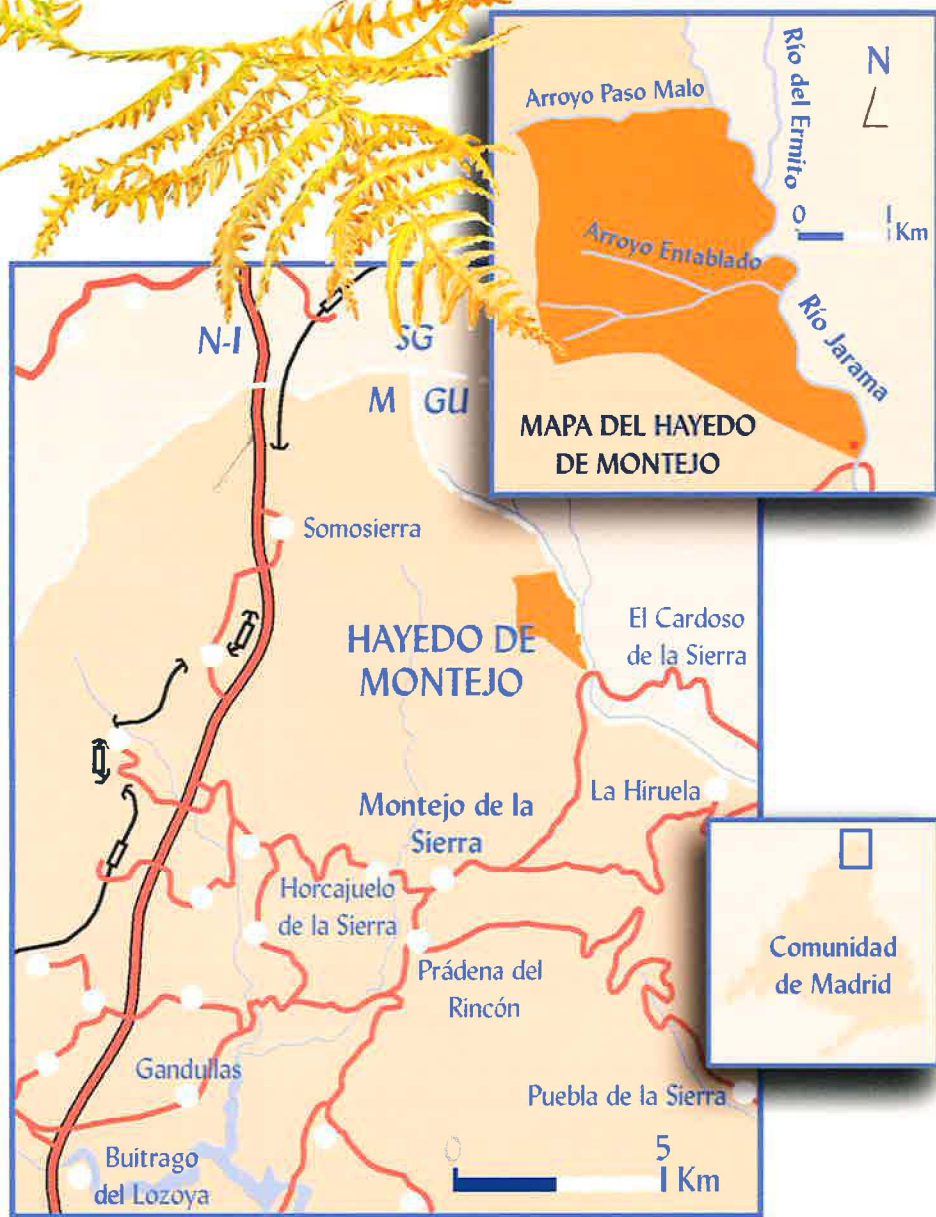 Arroyo Paso Malo
Río del Ermito
N
0 1
Km
Arroyo Entablado
Río Jarama
MAPA DEL HAYEDO
DE MONTEJO
N-I
SG
M GU
Somosierra
HAYEDO DE
MONTEJO
El Cardoso
de la Sierra
La Hiruela
Montejo de la
Sierra
Horcajuelo
de la Sierra
Prádena del
Rincón
Comunidad
de Madrid
Gandullas
Puebla de la Sierra
Buitrago
del Lozoya
0 5
Km